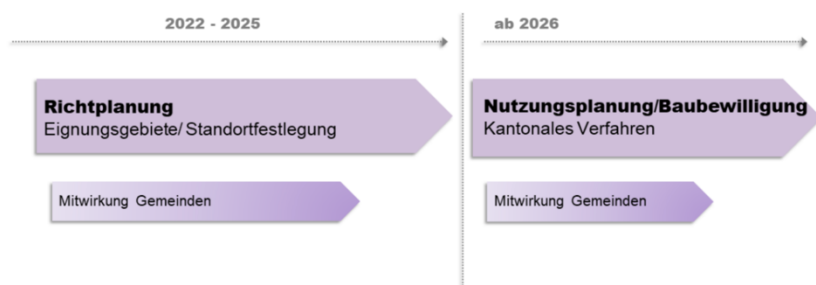 2022 - 2025
ab 2026
Richtplanung
Eignungsgebiete/ Standortfestlegung
Nutzungsplanung/Baubewilligung
Kantonales Verfahren
Mitwirkung Gemeinden
Mitwirkung Gemeinden